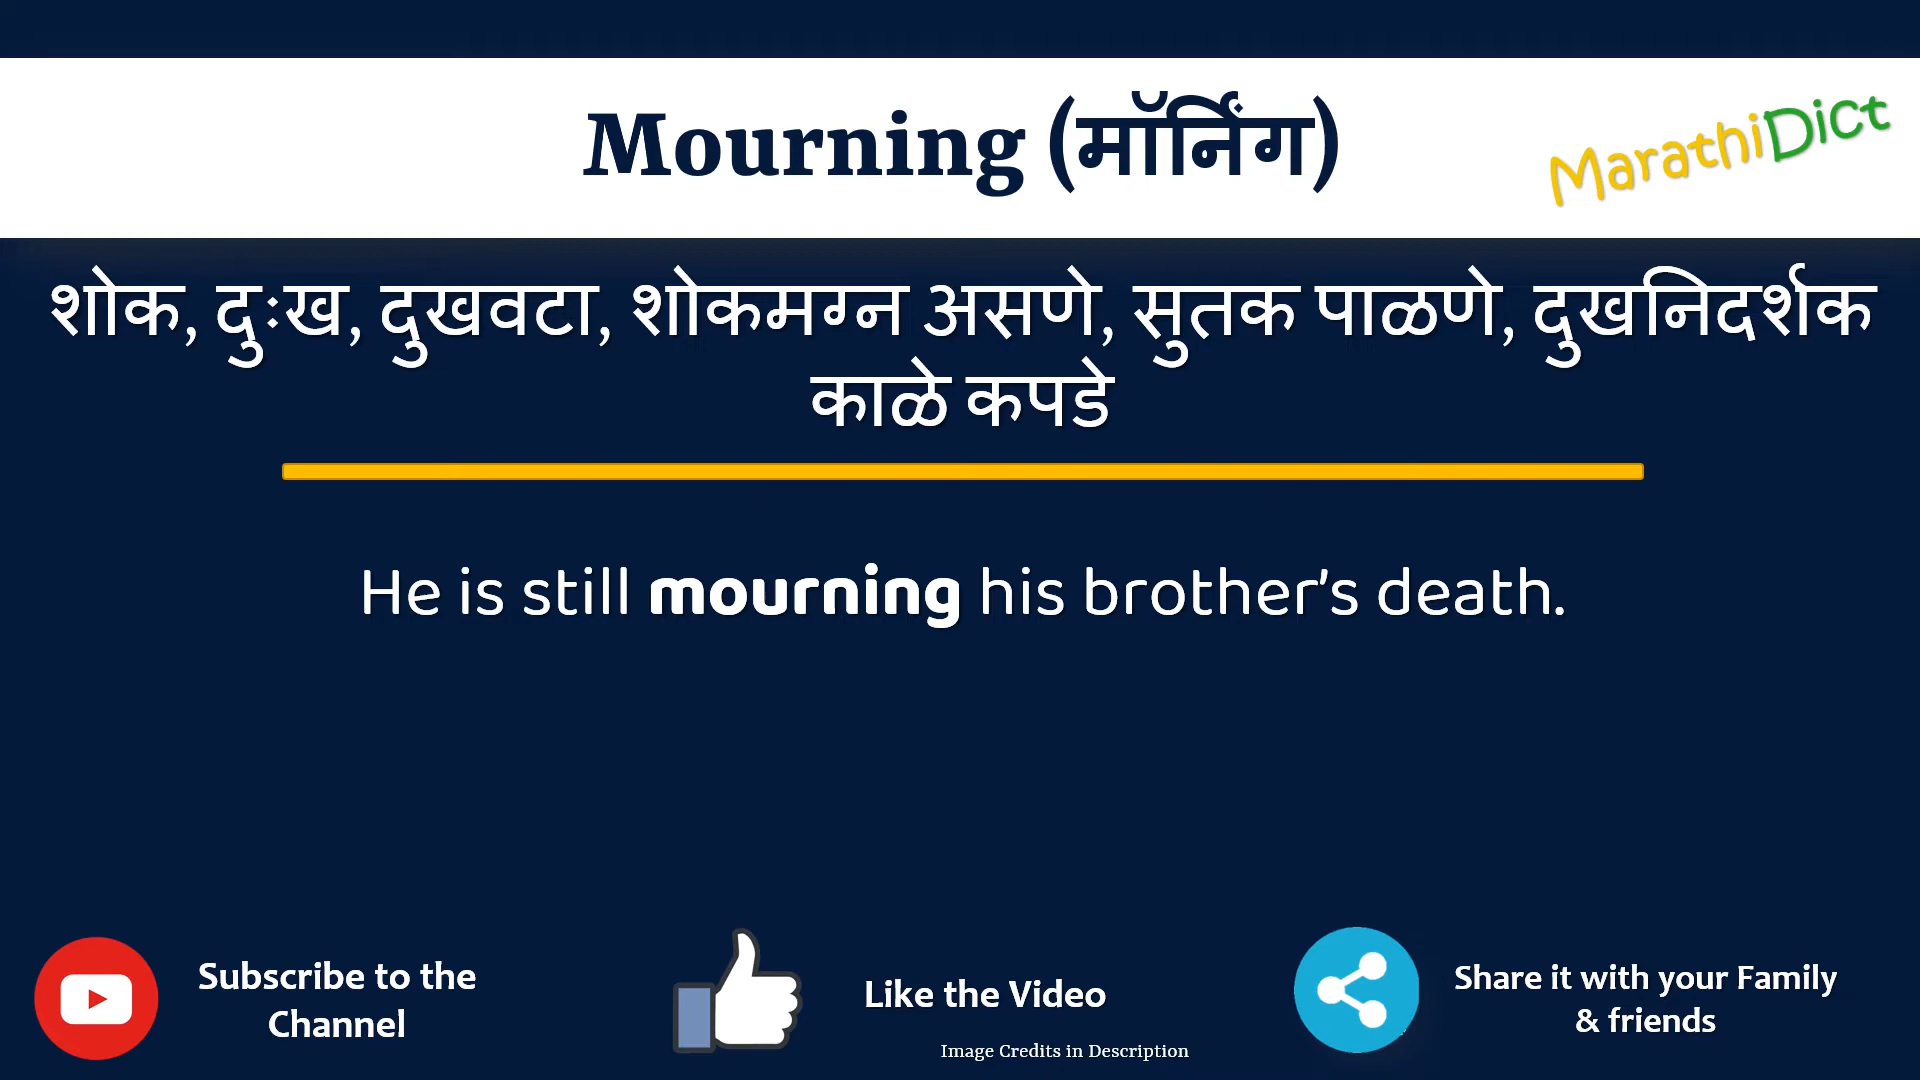 Mourning (मॉर्निंग)
MarathiDict
शोक, दुःख, दुखवटा, शोकमग्न असणे, सुतक पाळणे, दुखनिदर्शक
काळे कपडे
He is still mourning his brother’s death.
Subscribe to the
Channel
Like the Video
Share it with your Family
& friends
Image Credits in Description